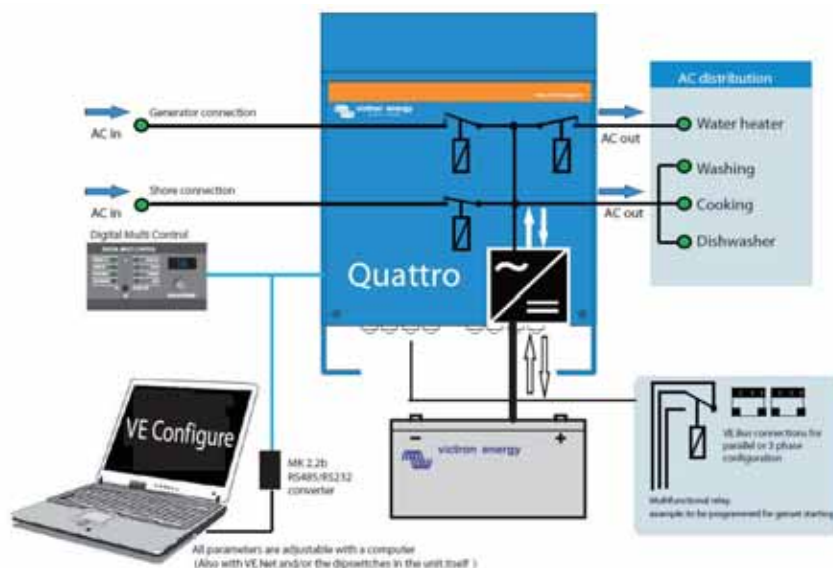 AC distribution
victron energy
Generator connection
AC in
AC out
Water heater
Washing
Shore connection
AC in
AC out
Cooking
Digital Multi Control
Dishwasher
Quattro
VE Configure
MK 2.2b
RS485/RS232
converter
victron energy
VE.Bus connections for
parallel or 3 phase
configuration
Multifunctional relay
example: to be programmed for genset starting
All parameters are adjustable with a computer
(Also with VE.Net and/or the dipswitches in the unit itself )